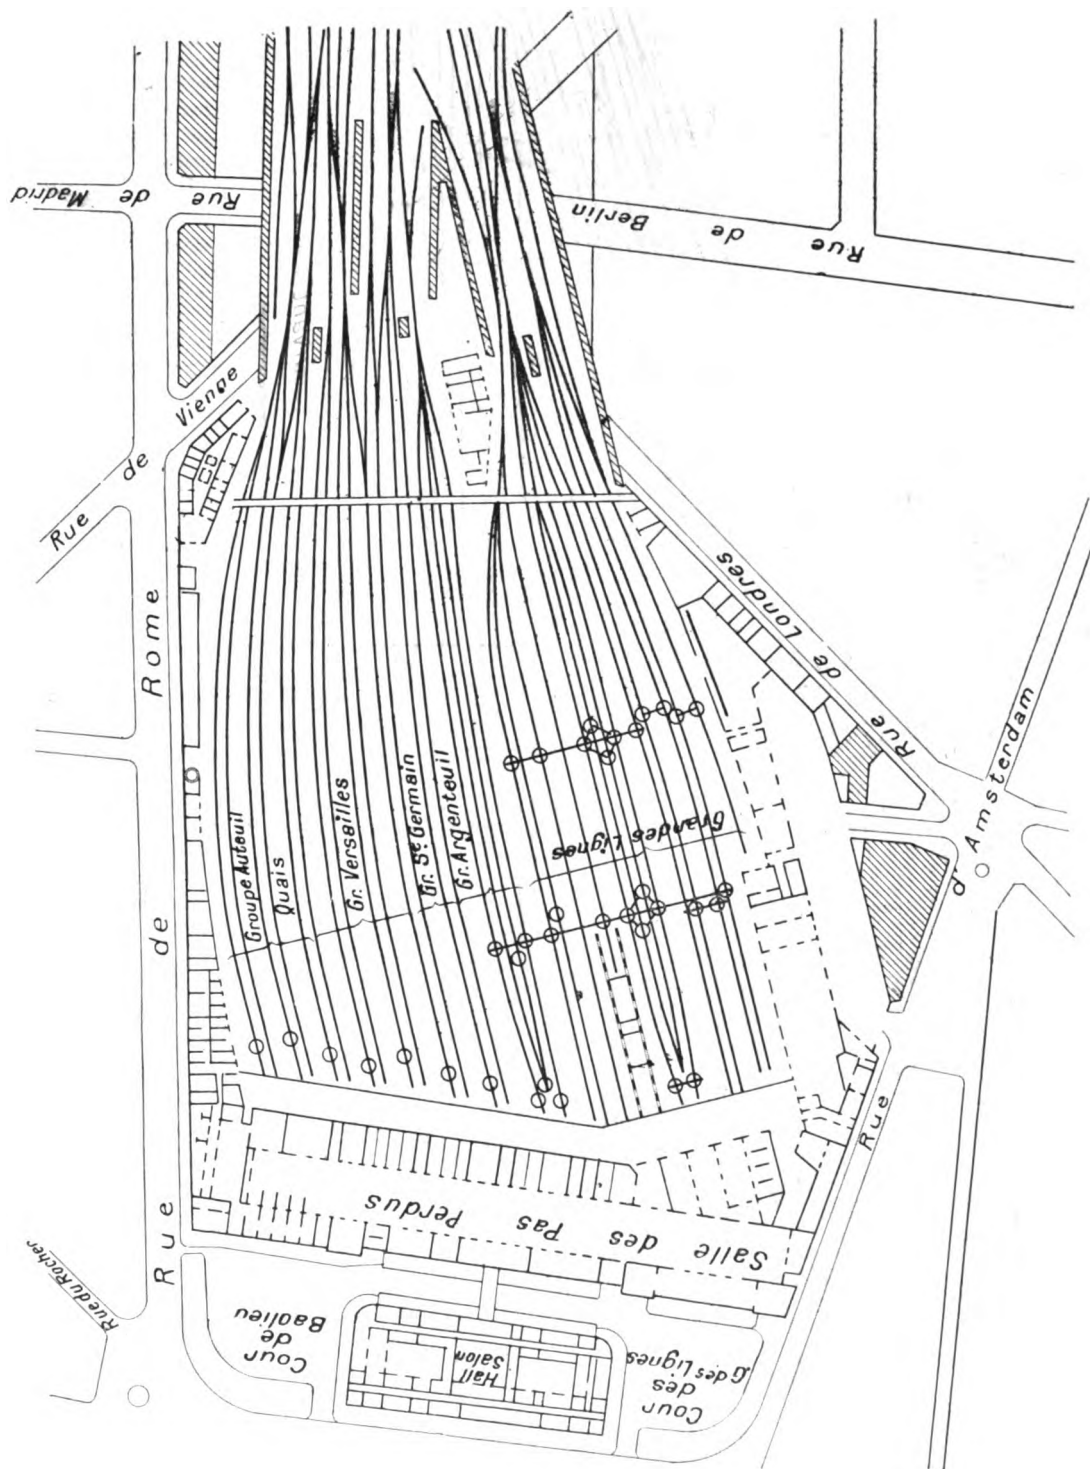 Rue de Madrid
Rue de Berlin
Rue de Vienne
Rue de Rome
Rue de Londres
Rue d'Amsterdam
Groupe Auteuil
Quais
Gr. Versailles
Gr. St Germain
Gr. Argenteuil
Grandes Lignes
Salle des Pas Perdus
Rue du Rocher
Cour
de
Banlieu
Hall
Salon
Cour
des
G des Lignes